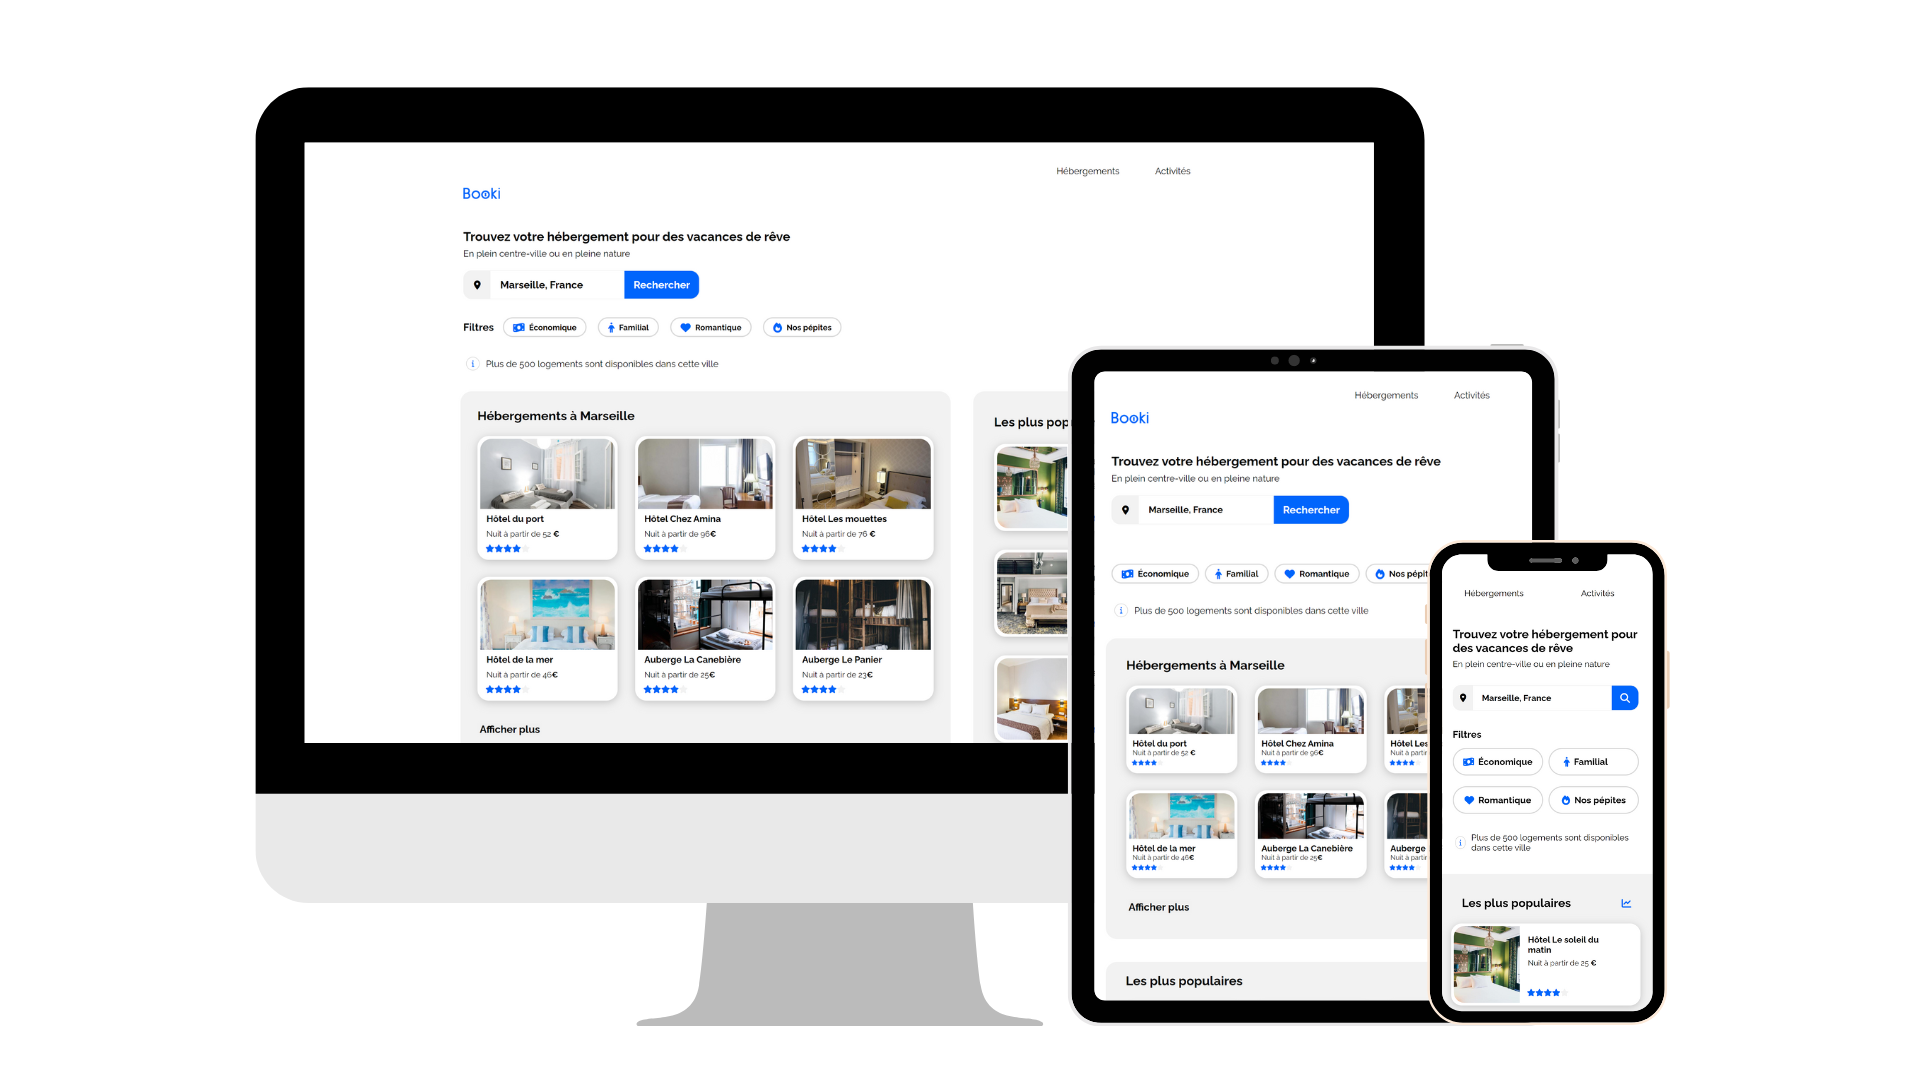 Hébergements Activités
Booki
Trouvez votre hébergement pour des vacances de rêve
En plein centre-ville ou en pleine nature
Marseille, France Rechercher
Filtres Économique Familial Romantique Nos pépites
i Plus de 500 logements sont disponibles dans cette ville
Hébergements à Marseille
Hôtel du port
Nuit à partir de 52 €
Hôtel Chez Amina
Nuit à partir de 96€
Hôtel Les mouettes
Nuit à partir de 76 €
Hôtel de la mer
Nuit à partir de 46€
Auberge La Canebière
Nuit à partir de 25€
Auberge Le Panier
Nuit à partir de 23€
Afficher plus
Les plus pop
Hébergements Activités
Booki
Trouvez votre hébergement pour des vacances de rêve
En plein centre-ville ou en pleine nature
Marseille, France Rechercher
Économique Familial Romantique Nos pépit
i Plus de 500 logements sont disponibles dans cette ville
Hébergements à Marseille
Hôtel du port
Nuit à partir de 52 €
Hôtel Chez Amina
Nuit à partir de 96€
Hôtel Les
Nuit à partir
Hôtel de la mer
Nuit à partir de 46€
Auberge La Canebière
Nuit à partir de 25€
Auberge
Nuit à partir
Afficher plus
Les plus populaires
Hébergements Activités
Trouvez votre hébergement pour
des vacances de rêve
En plein centre-ville ou en pleine nature
Marseille, France
Filtres
Économique Familial
Romantique Nos pépites
i Plus de 500 logements sont disponibles
dans cette ville
Les plus populaires
Hôtel Le soleil du
matin
Nuit à partir de 25 €